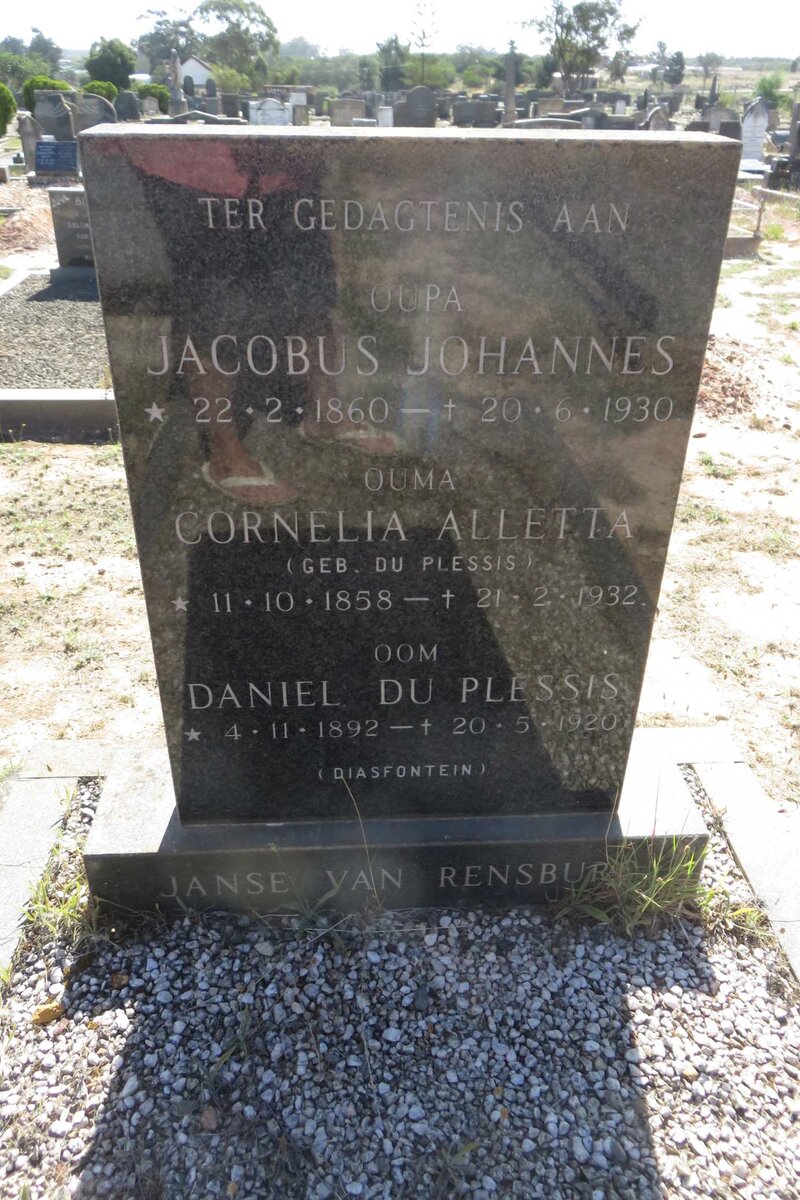 TER GEDAGTENIS AAN
OUPA
JACOBUS JOHANNES
★ 22·2·1860 — † 20·6·1930
OUMA
CORNELIA ALLETTA
(GEB. DU PLESSIS)
★ 11·10·1858 — † 21·2·1932
OOM
DANIEL DU PLESSIS
★ 4·11·1892 — † 20·5·1920
(DIASFONTEIN)
JANSE VAN RENSBURG